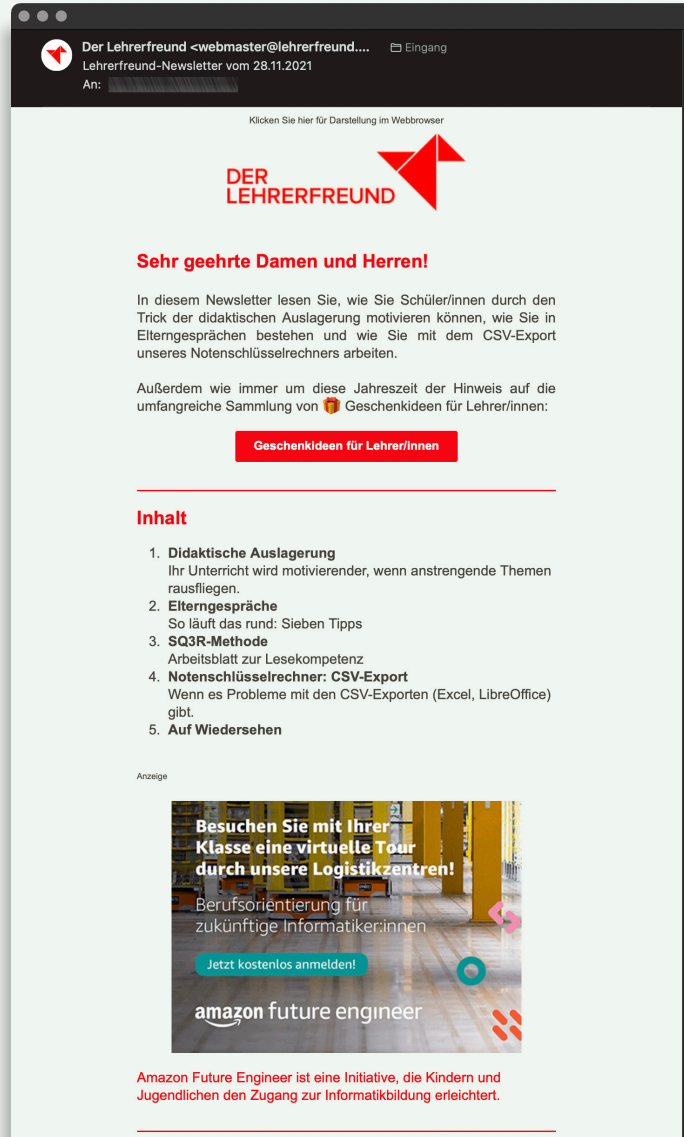 Der Lehrerfreund <webmaster@lehrerfreund....
Eingang
Lehrerfreund-Newsletter vom 28.11.2021
An:
Klicken Sie hier für Darstellung im Webbrowser
DER
LEHRERFREUND
Sehr geehrte Damen und Herren!
In diesem Newsletter lesen Sie, wie Sie Schüler/innen durch den
Trick der didaktischen Auslagerung motivieren können, wie Sie in
Elterngesprächen bestehen und wie Sie mit dem CSV-Export
unseres Notenschlüsselrechners arbeiten.
Außerdem wie immer um diese Jahreszeit der Hinweis auf die
umfangreiche Sammlung von 🎁 Geschenkideen für Lehrer/innen:
Geschenkideen für Lehrer/innen
Inhalt
1. Didaktische Auslagerung
Ihr Unterricht wird motivierender, wenn anstrengende Themen
rausfliegen.
2. Elterngespräche
So läuft das rund: Sieben Tipps
3. SQ3R-Methode
Arbeitsblatt zur Lesekompetenz
4. Notenschlüsselrechner: CSV-Export
Wenn es Probleme mit den CSV-Exporten (Excel, LibreOffice)
gibt.
5. Auf Wiedersehen
Anzeige
Besuchen Sie mit Ihrer
Klasse eine virtuelle Tour
durch unsere Logistikzentren!
Berufsorientierung für
zukünftige Informatiker:innen
Jetzt kostenlos anmelden!
amazon future engineer
Amazon Future Engineer ist eine Initiative, die Kindern und
Jugendlichen den Zugang zur Informatikbildung erleichtert.